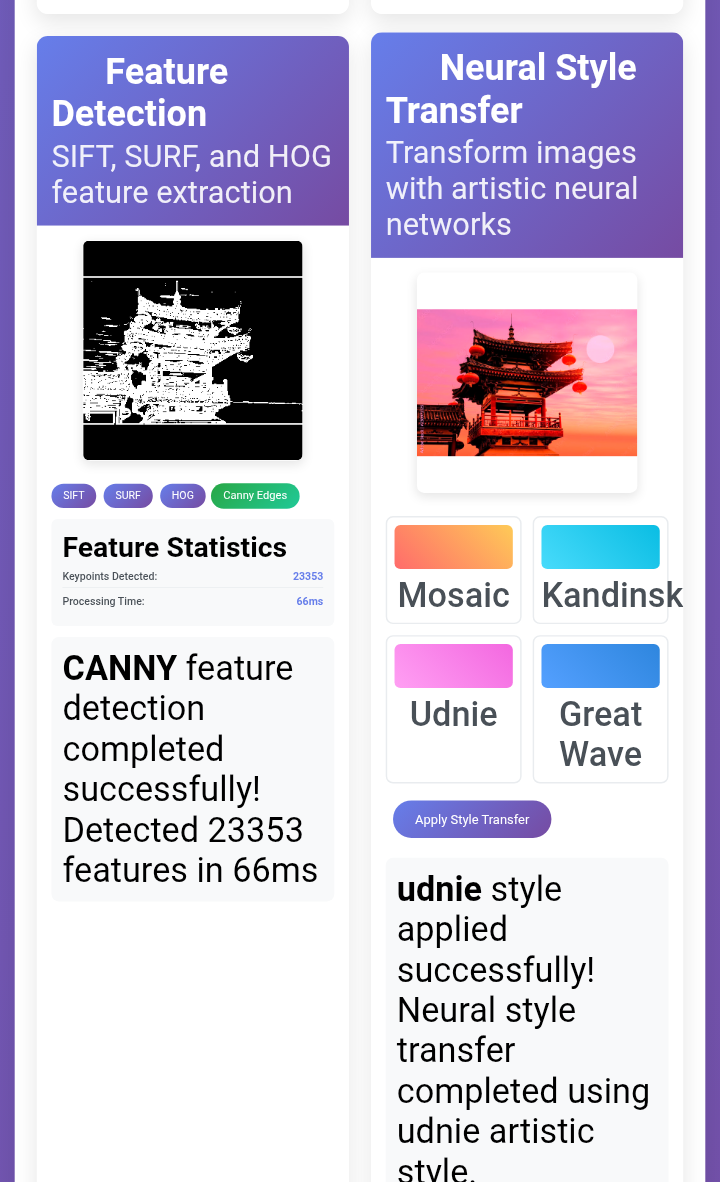 Feature
Detection
SIFT, SURF, and HOG
feature extraction
SIFT
SURF
HOG
Canny Edges
Feature Statistics
Keypoints Detected: 23353
Processing Time: 66ms
CANNY feature
detection
completed
successfully!
Detected 23353
features in 66ms
Neural Style
Transfer
Transform images
with artistic neural
networks
Mosaic
Kandinsk
Udnie
Great
Wave
Apply Style Transfer
udnie style
applied
successfully!
Neural style
transfer
completed using
udnie artistic
style.